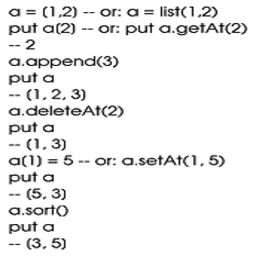 a = [1,2] -- or: a = list(1,2)
put a[2] -- or: put a.getAt(2)
-- 2
a.append(3)
put a
-- [1, 2, 3]
a.deleteAt(2)
put a
-- [1, 3]
a[1] = 5 -- or: a.setAt(1, 5)
put a
-- [5, 3]
a.sort()
put a
-- [3, 5]